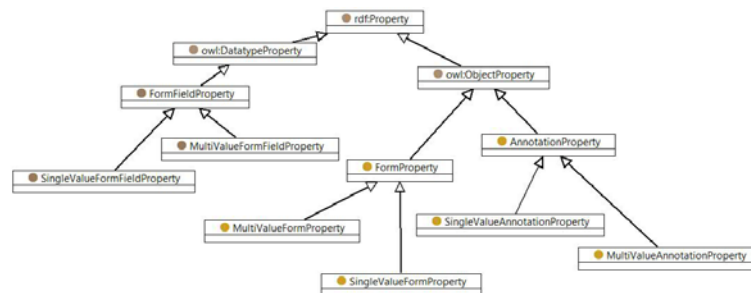 rdf:Property
owl:DatatypeProperty
owl:ObjectProperty
FormFieldProperty
MultiValueFormFieldProperty
AnnotationProperty
FormProperty
SingleValueFormFieldProperty
SingleValueAnnotationProperty
MultiValueFormProperty
MultiValueAnnotationProperty
SingleValueFormProperty